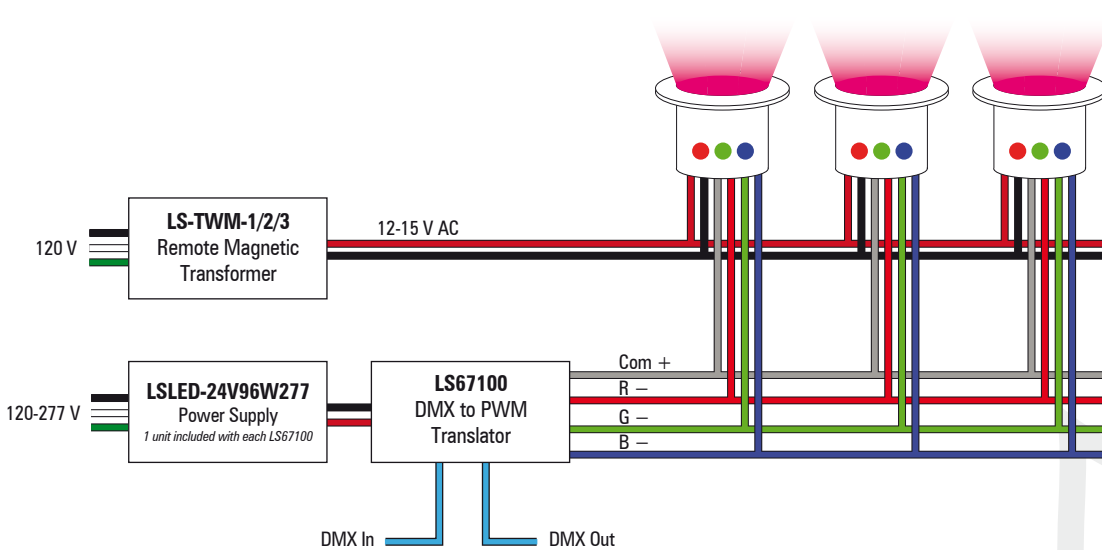 LS-TWM-1/2/3
Remote Magnetic
Transformer
120 V
12-15 V AC
LSLED-24V96W277
Power Supply
1 unit included with each LS67100
120-277 V
LS67100
DMX to PWM
Translator
Com +
R –
G –
B –
DMX In
DMX Out